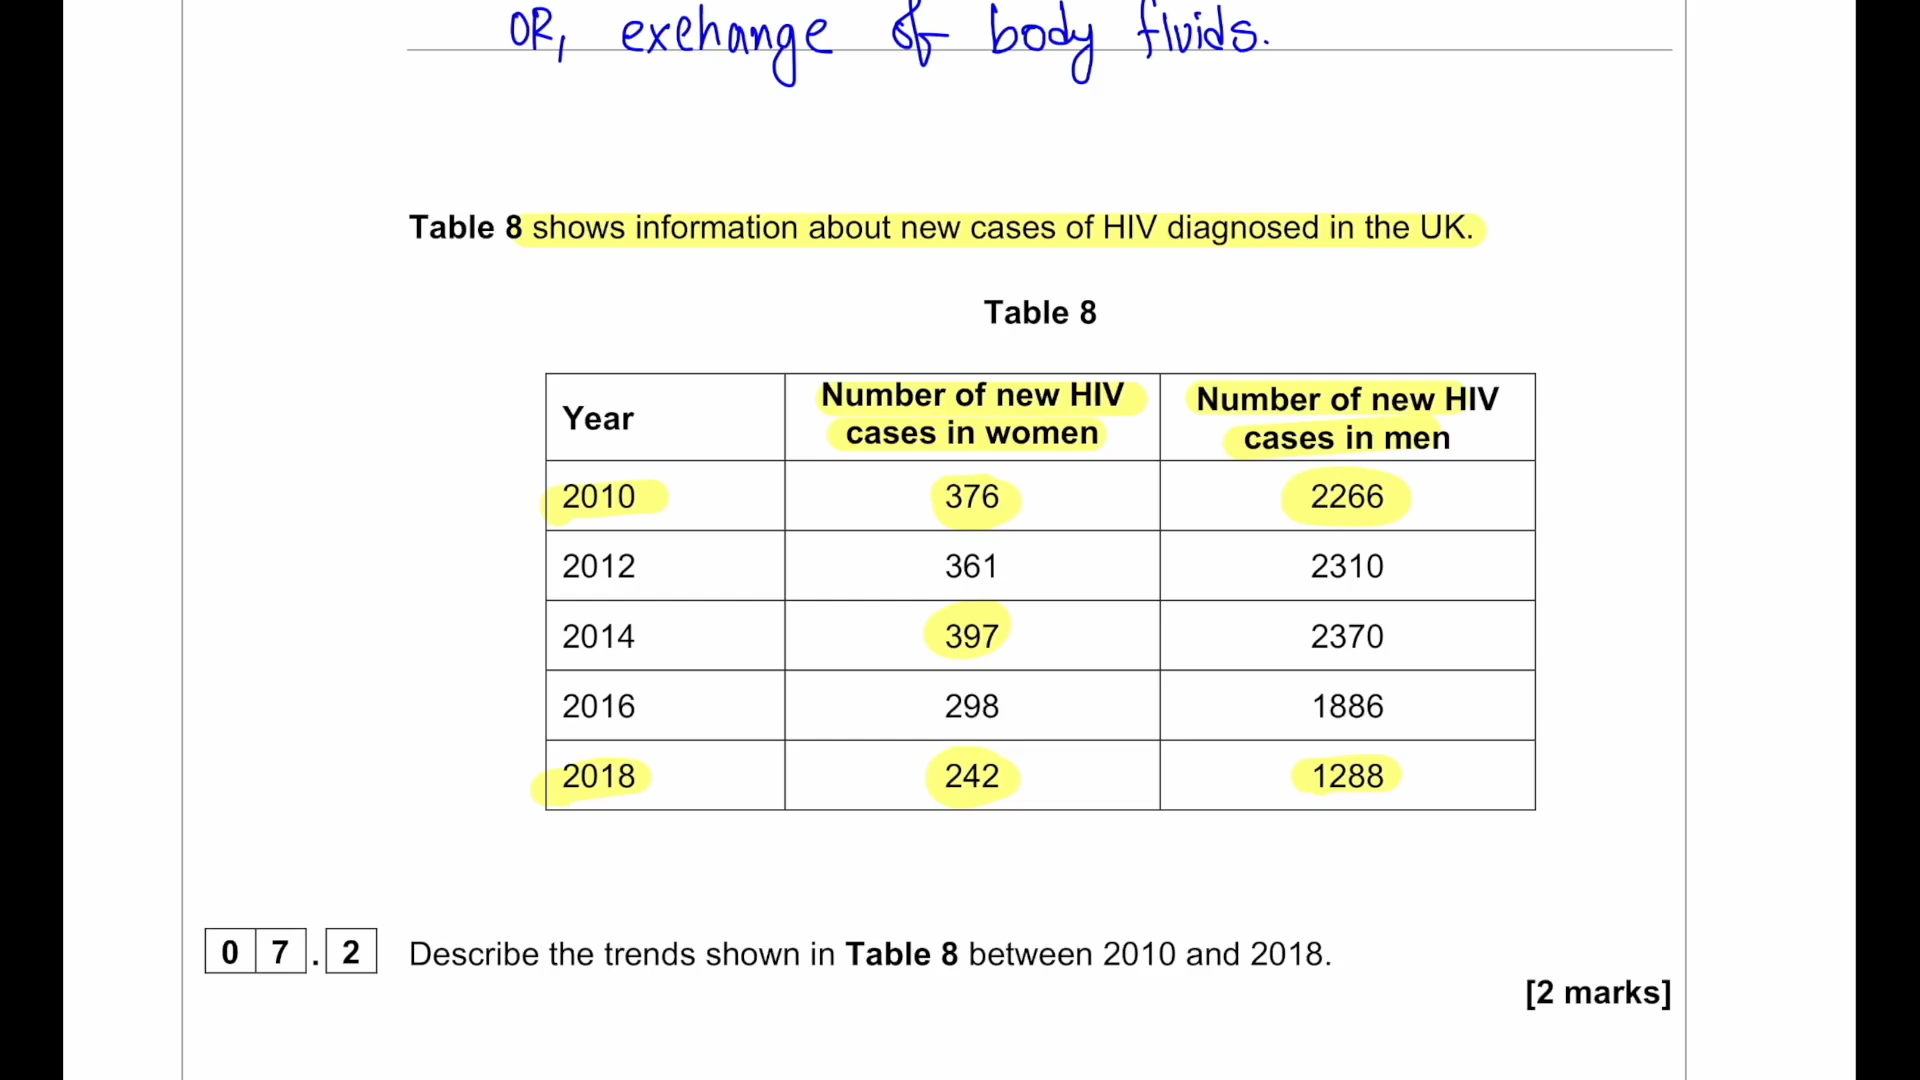 OR, exchange of body fluids.
Table 8 shows information about new cases of HIV diagnosed in the UK.
Table 8
Year
Number of new HIV
cases in women
Number of new HIV
cases in men
2010 376 2266
2012 361 2310
2014 397 2370
2016 298 1886
2018 242 1288
0 7 . 2 Describe the trends shown in Table 8 between 2010 and 2018.
[2 marks]